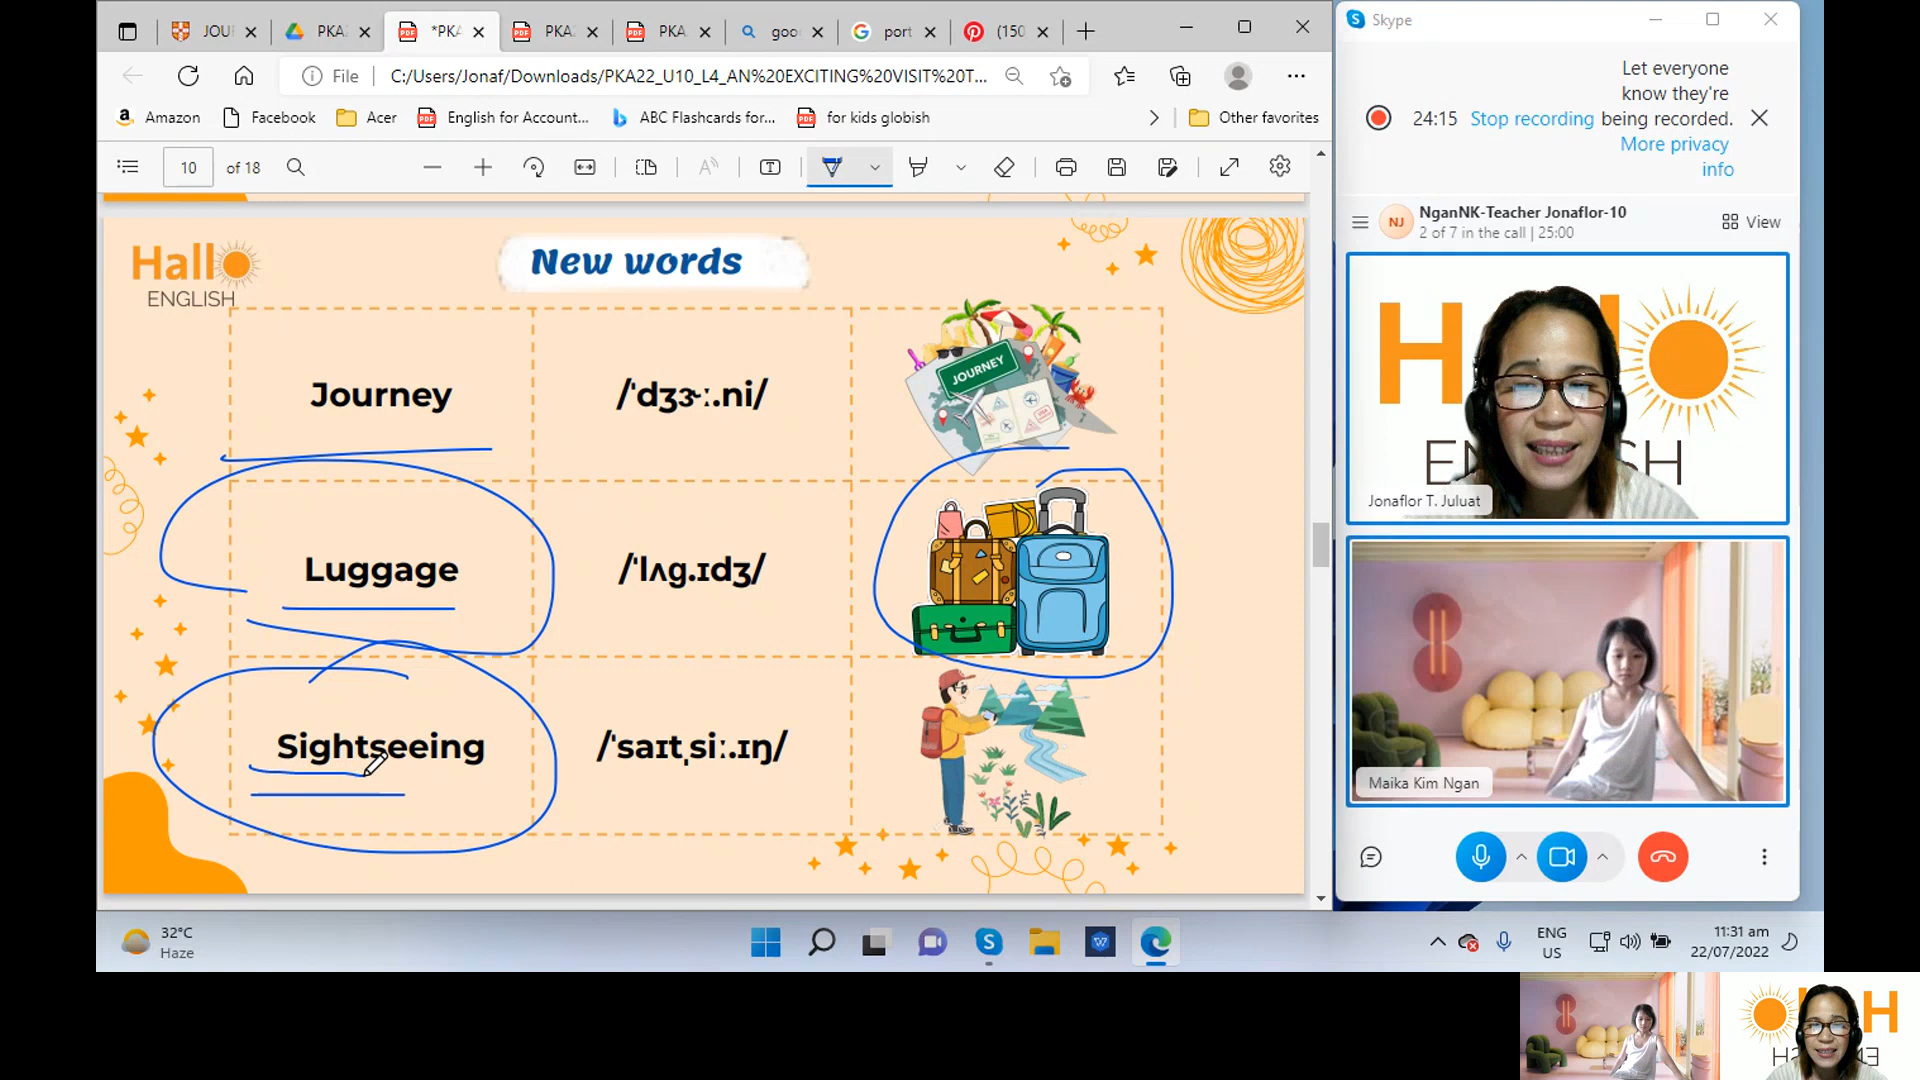 JOUI
PKA
*PKA
PKA
PKA
goo
port
(150
File
C:/Users/Jonaf/Downloads/PKA22_U10_L4_AN%20EXCITING%20VISIT%20T...
Amazon
Facebook
Acer
English for Account...
ABC Flashcards for...
for kids globish
Other favorites
10 of 18
Hallo
ENGLISH
New words
Journey
/ˈdʒɝː.ni/
JOURNEY
Luggage
/ˈlʌg.ɪdʒ/
Sightseeing
/ˈsaɪtˌsiː.ɪŋ/
Skype
24:15 Stop recording
Let everyone
know they're
being recorded.
More privacy
info
NJ
NganNK-Teacher Jonaflor-10
2 of 7 in the call | 25:00
View
Jonaflor T. Juluat
Maika Kim Ngan
32°C
Haze
ENG
US
11:31 am
22/07/2022